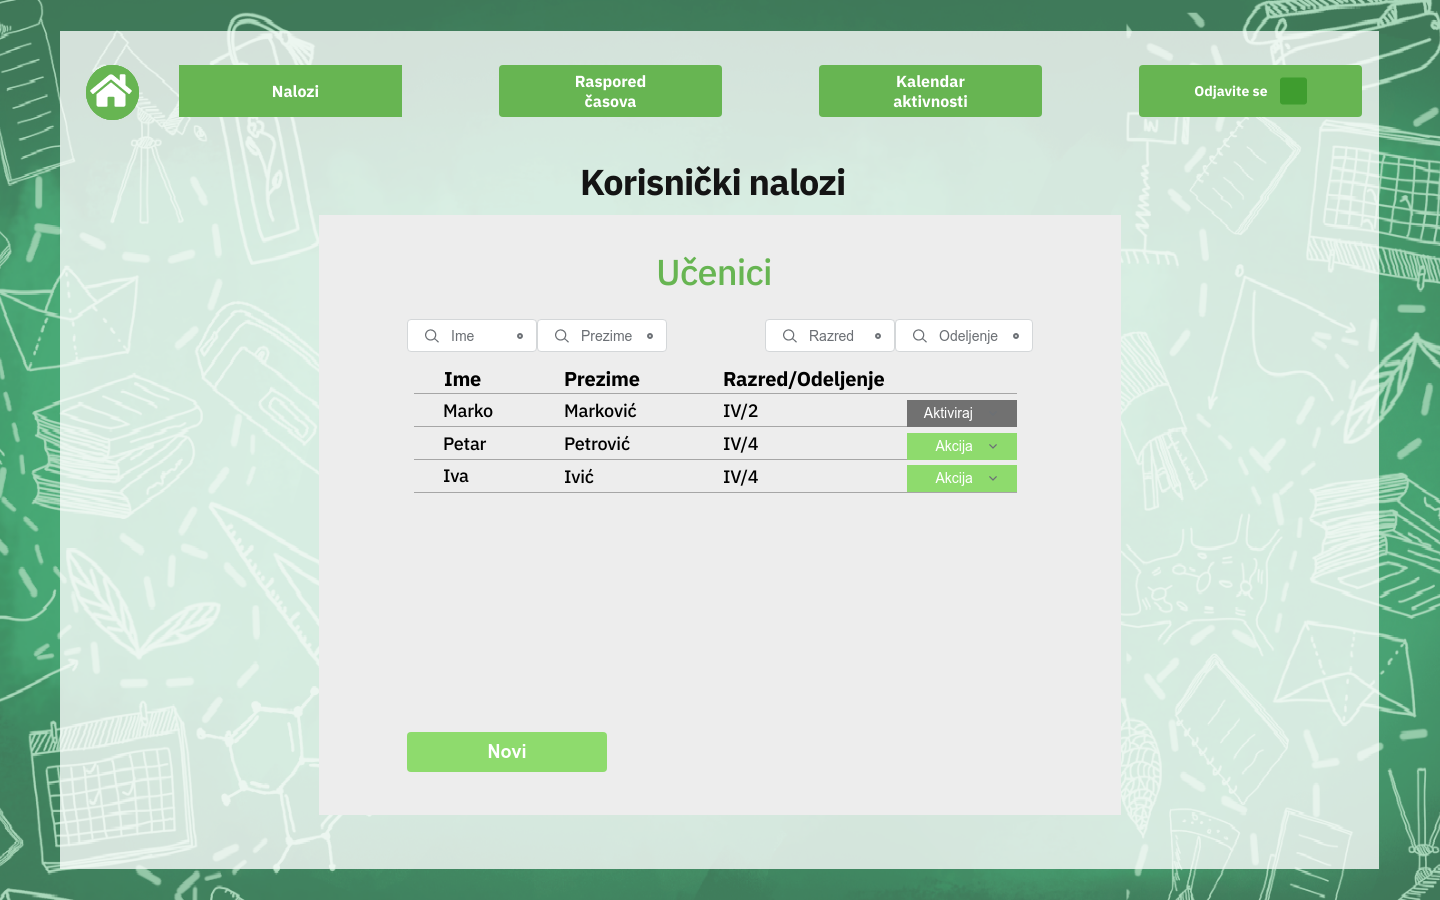 Nalozi
Raspored
časova
Kalendar
aktivnosti
Odjavite se
Korisnički nalozi
Učenici
Ime Prezime Razred Odeljenje
Ime Prezime Razred/Odeljenje
Marko Marković IV/2 Aktiviraj
Petar Petrović IV/4 Akcija
Iva Ivić IV/4 Akcija
Novi